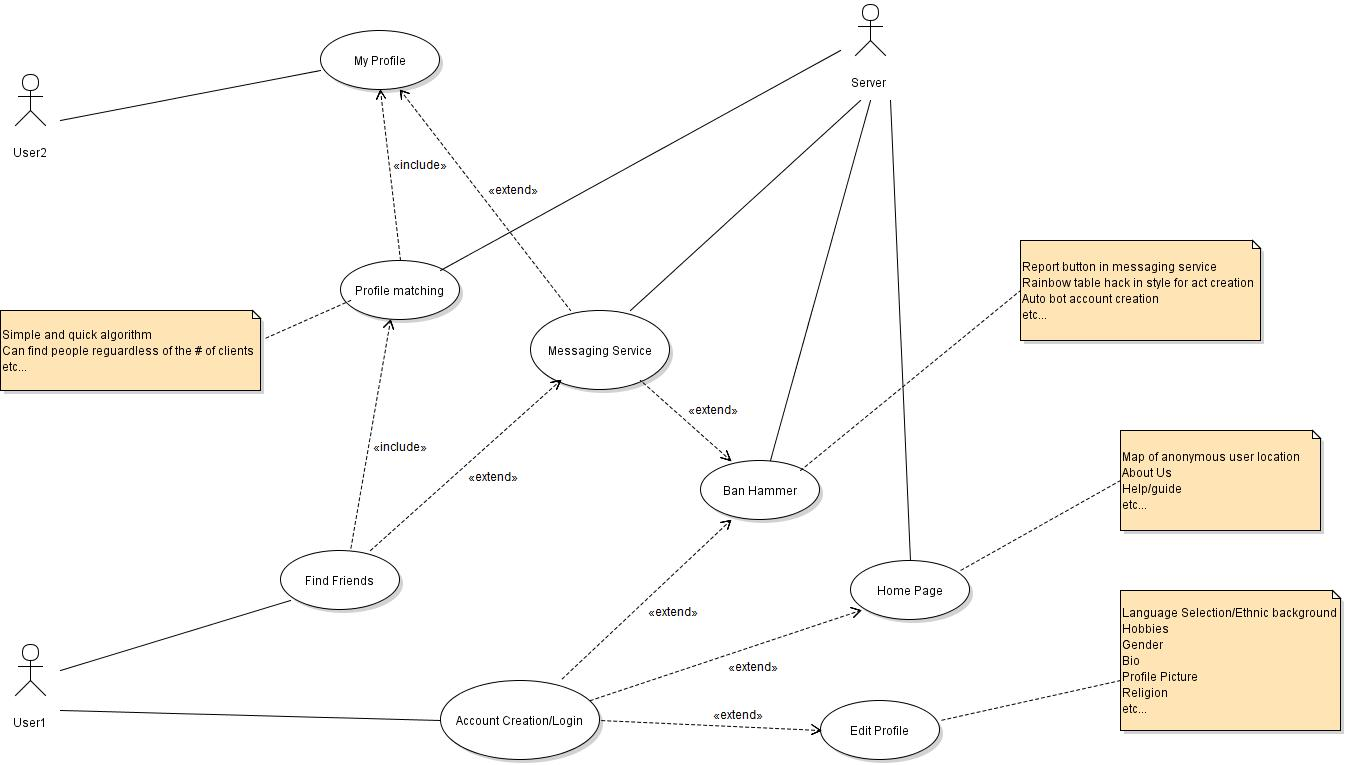 My Profile
Server
User2
«include»
«extend»
Profile matching
Simple and quick algorithm
Can find people reguardless of the # of clients
etc...
Messaging Service
Report button in messaging service
Rainbow table hack in style for act creation
Auto bot account creation
etc...
«include»
«extend»
«extend»
Ban Hammer
Map of anonymous user location
About Us
Help/guide
etc...
Find Friends
Home Page
«extend»
«extend»
Language Selection/Ethnic background
Hobbies
Gender
Bio
Profile Picture
Religion
etc...
User1
Account Creation/Login
«extend»
Edit Profile